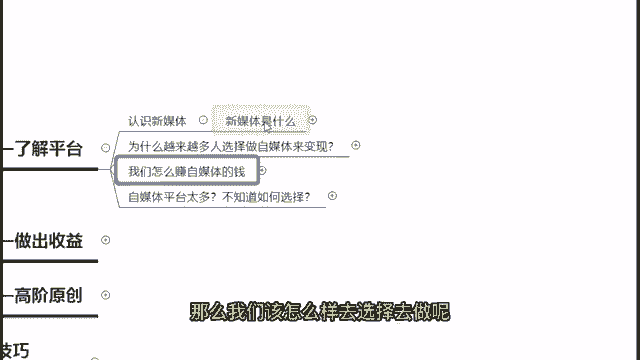 认识新媒体 新媒体是什么
了解平台
为什么越来越多人选择做自媒体来变现?
我们怎么赚自媒体的钱
自媒体平台太多?不知道如何选择?
做出收益
高阶原创
那么我们该怎么样去选择去做呢
技巧